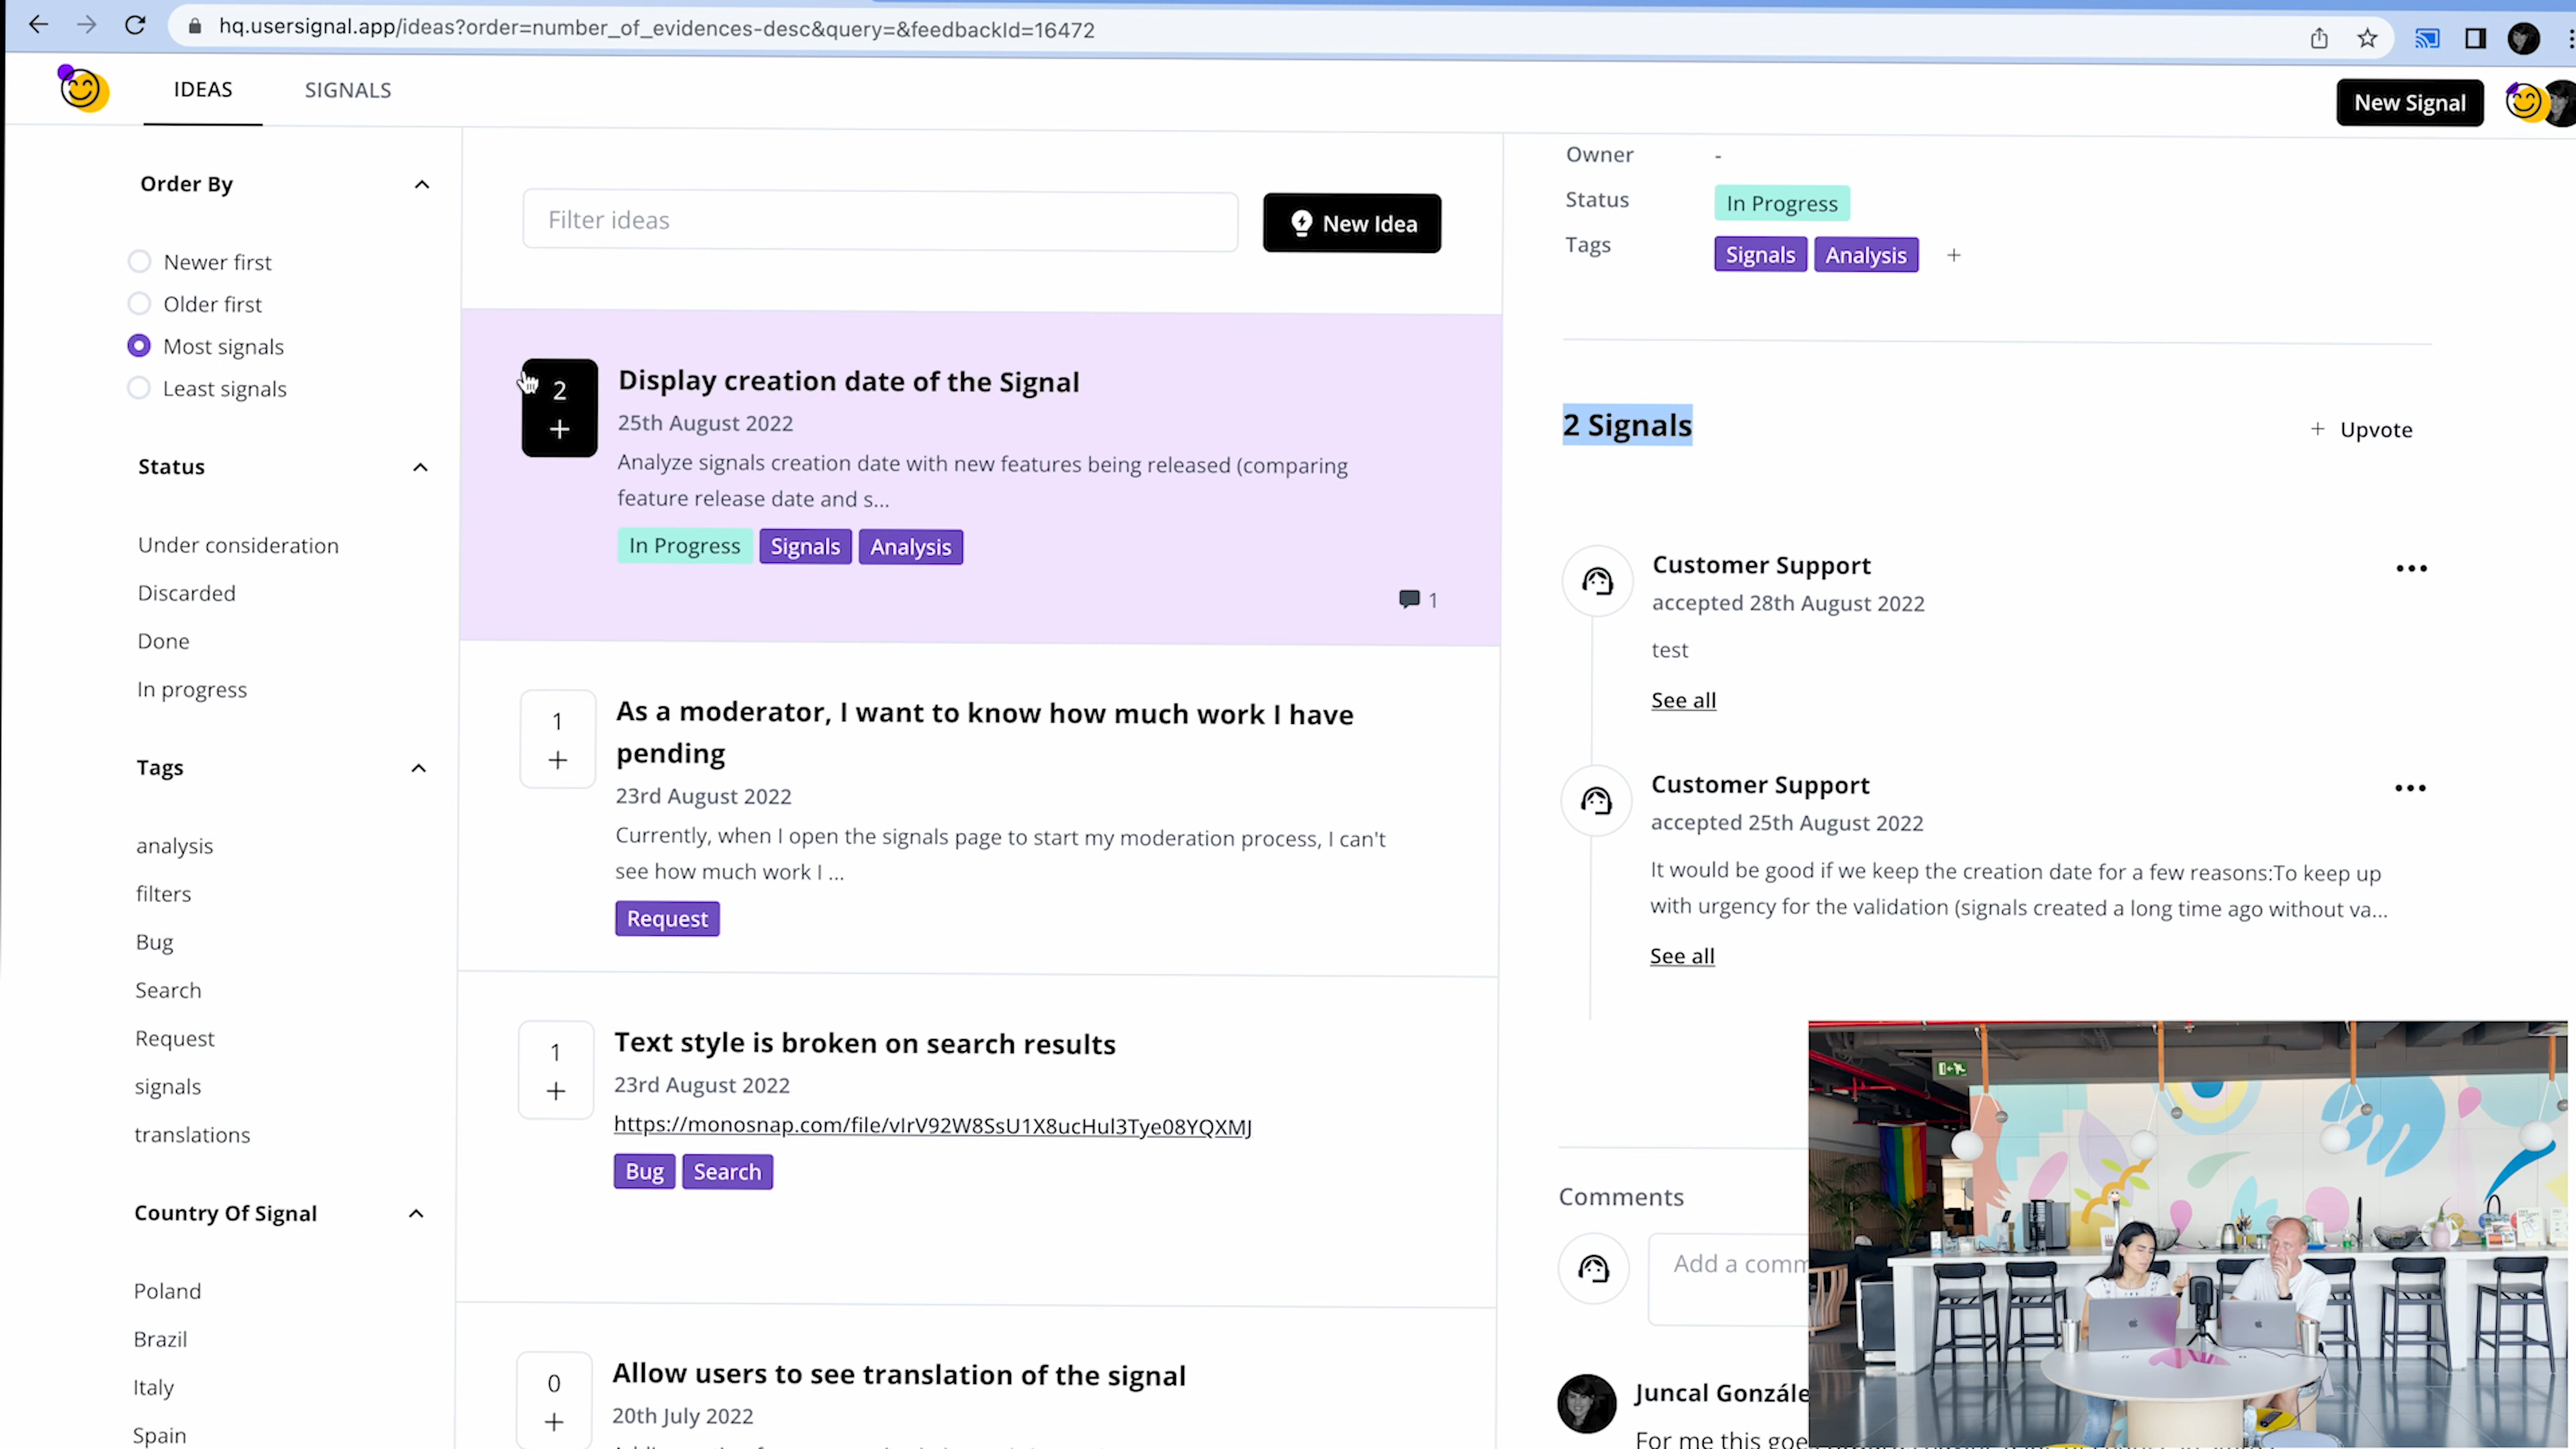 hq.usersignal.app/ideas?order=number_of_evidences-desc&query=&feedbackId=16472
IDEAS
SIGNALS
New Signal
Order By
Newer first
Older first
Most signals
Least signals
Status
Under consideration
Discarded
Done
In progress
Tags
analysis
filters
Bug
Search
Request
signals
translations
Country Of Signal
Poland
Brazil
Italy
Spain
Filter ideas
New Idea
2
+
Display creation date of the Signal
25th August 2022
Analyze signals creation date with new features being released (comparing
feature release date and s...
In Progress
Signals
Analysis
1
1
+
As a moderator, I want to know how much work I have
pending
23rd August 2022
Currently, when I open the signals page to start my moderation process, I can't
see how much work I ...
Request
1
+
Text style is broken on search results
23rd August 2022
https://monosnap.com/file/vIrV92W8SsU1X8ucHul3Tye08YQXMJ
Bug
Search
0
+
Allow users to see translation of the signal
20th July 2022
Owner
-
Status
In Progress
Tags
Signals
Analysis
+
2 Signals
+ Upvote
Customer Support
accepted 28th August 2022
test
See all
Customer Support
accepted 25th August 2022
It would be good if we keep the creation date for a few reasons:To keep up
with urgency for the validation (signals created a long time ago without va...
See all
Comments
Add a comm
Juncal Gonzále
For me this goe